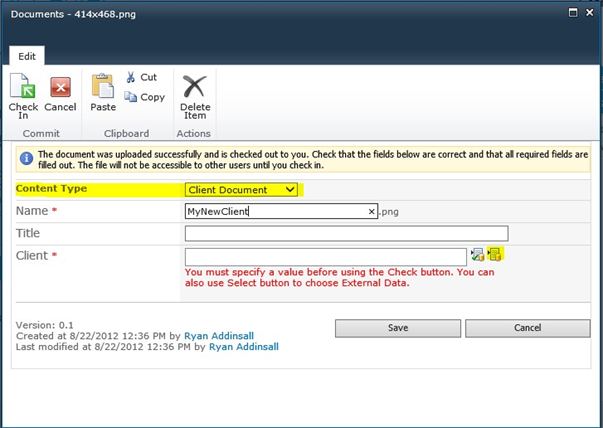 Documents - 414x468.png
Edit
Check In
Cancel
Paste
Cut
Copy
Delete Item
Commit
Clipboard
Actions
The document was uploaded successfully and is checked out to you. Check that the fields below are correct and that all required fields are
filled out. The file will not be accessible to other users until you check in.
Content Type Client Document
Name * MyNewClient .png
Title
Client *
You must specify a value before using the Check button. You can
also use Select button to choose External Data.
Version: 0.1
Created at 8/22/2012 12:36 PM by Ryan Addinsall
Last modified at 8/22/2012 12:36 PM by Ryan Addinsall
Save
Cancel